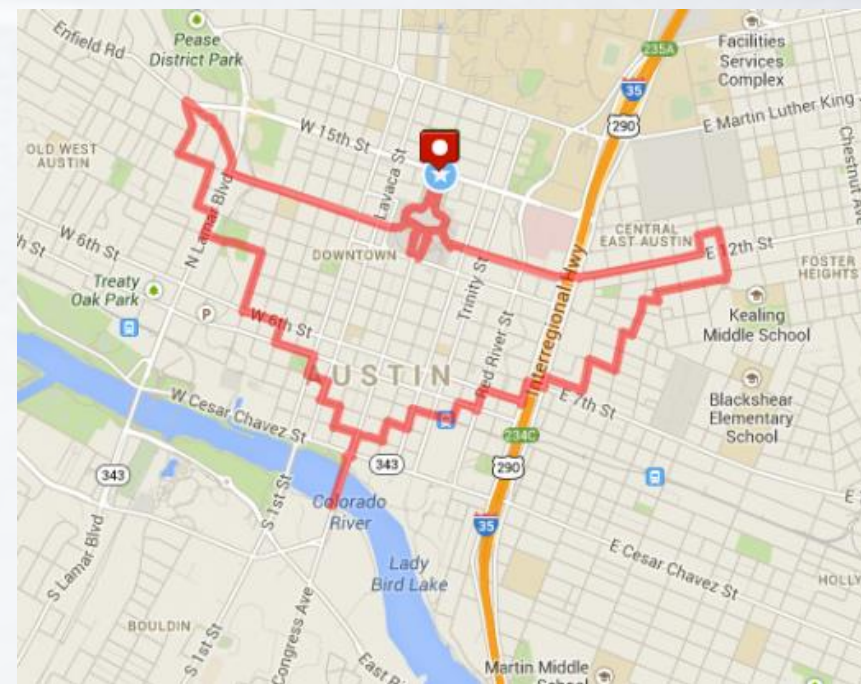 Enfield Rd
Pease
District Park
235A
Facilities
Services
Complex
35
290
E Martin Luther King
W 15th St
OLD WEST
AUSTIN
Lavaca St
Chestnut Ave
N Lamar Blvd
CENTRAL
EAST AUSTIN
E 12th St
FOSTER
HEIGHTS
W 6th St
DOWNTOWN
Interregional Hwy
Treaty
Oak Park
Trinity St
P
W 6th St
Red River St
Kealing
Middle School
AUSTIN
W Cesar Chavez St
E 7th St
Blackshear
Elementary
School
234C
343
343
290
S 1st St
Colorado
River
35
S Lamar Blvd
Lady
Bird Lake
E Cesar Chavez St
HOLLY
BOULDIN
S 1st St
Congress Ave
East Ri
Martin Middle
School